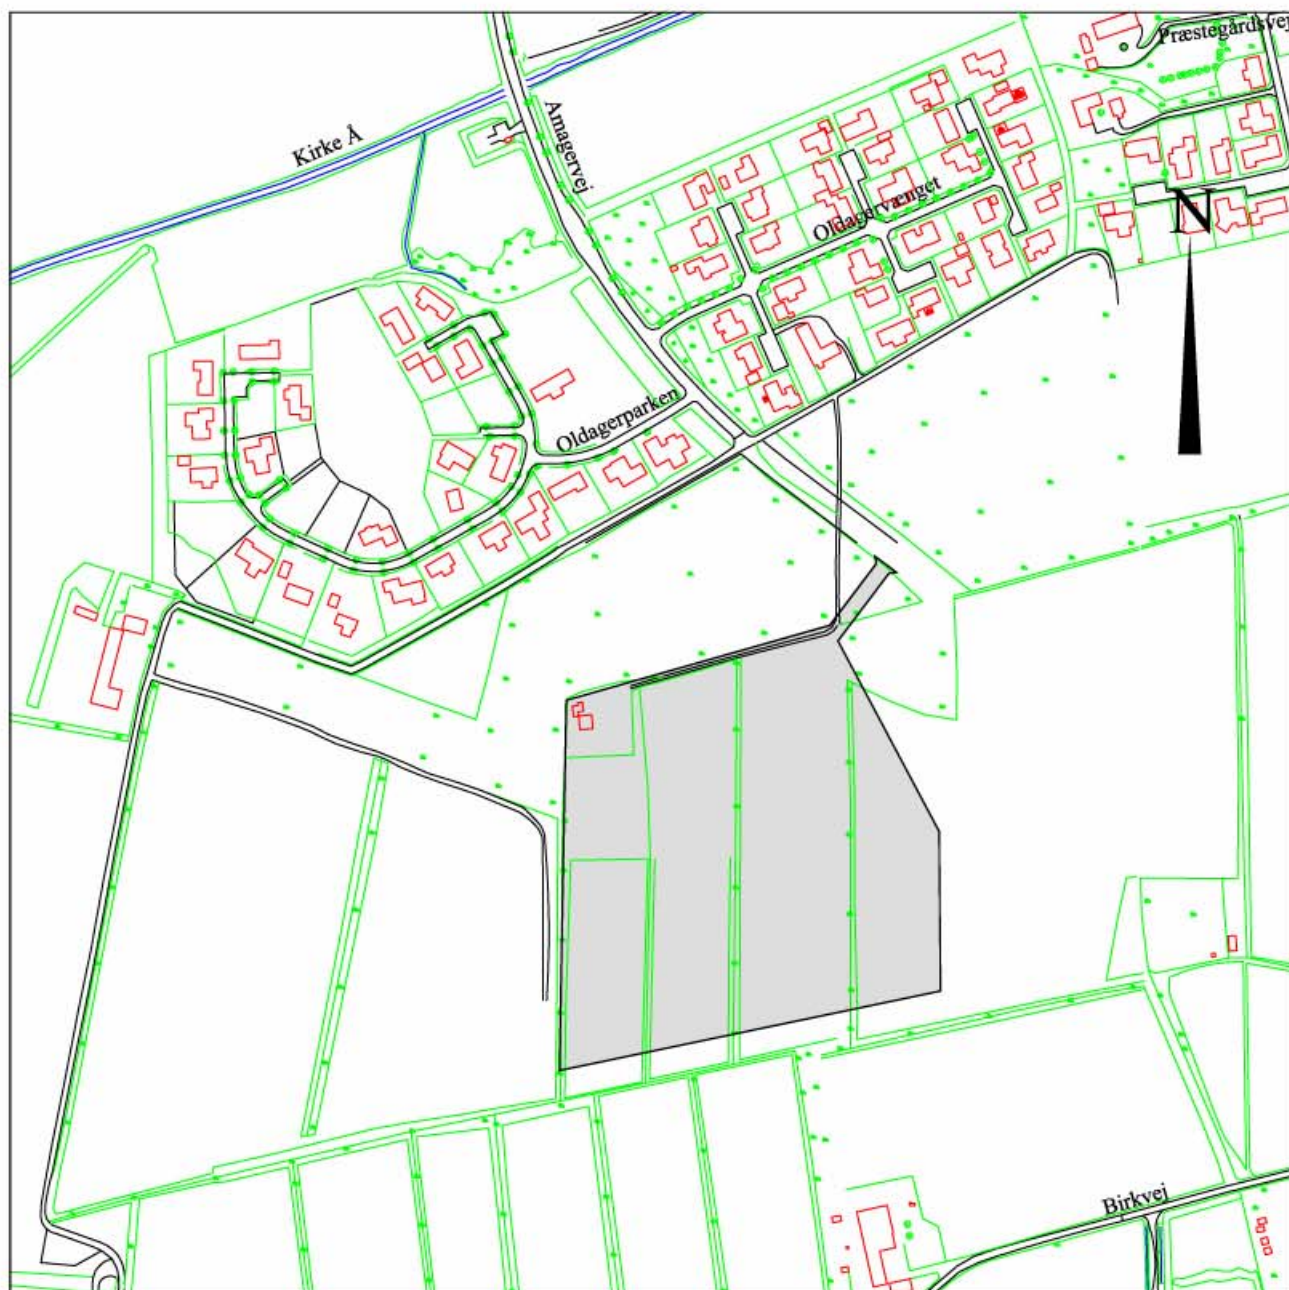 Præstegårdsvej
Kirke Å
Amagervej
Oldagervænget
N
Oldagerparken
Birkvej